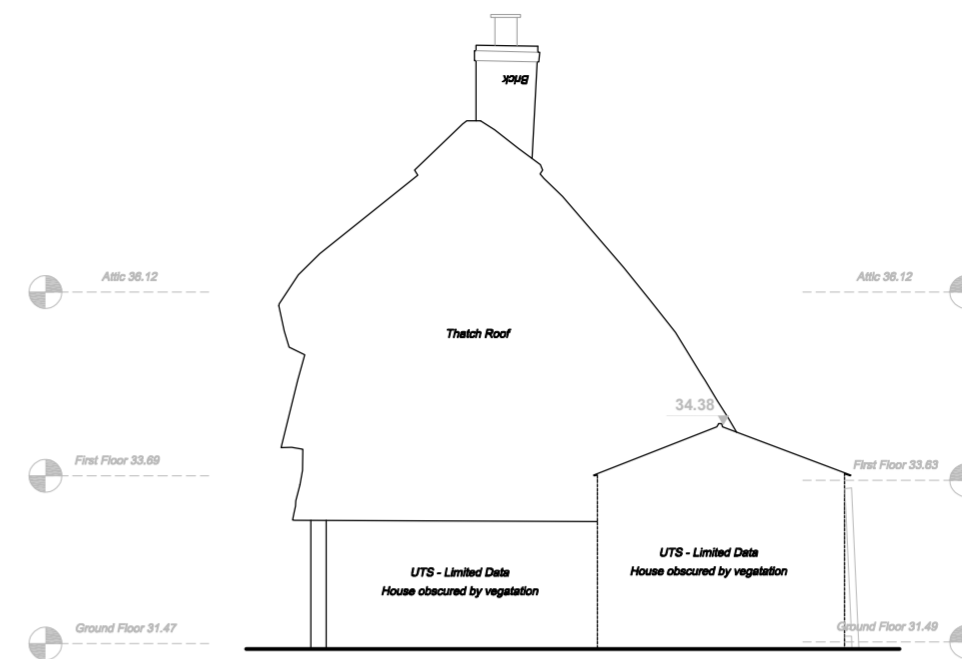 Brick
Attic 36.12
Attic 36.12
Thatch Roof
34.38
First Floor 33.69
First Floor 33.63
UTS - Limited Data
House obscured by vegatation
UTS - Limited Data
House obscured by vegatation
Ground Floor 31.47
Ground Floor 31.49